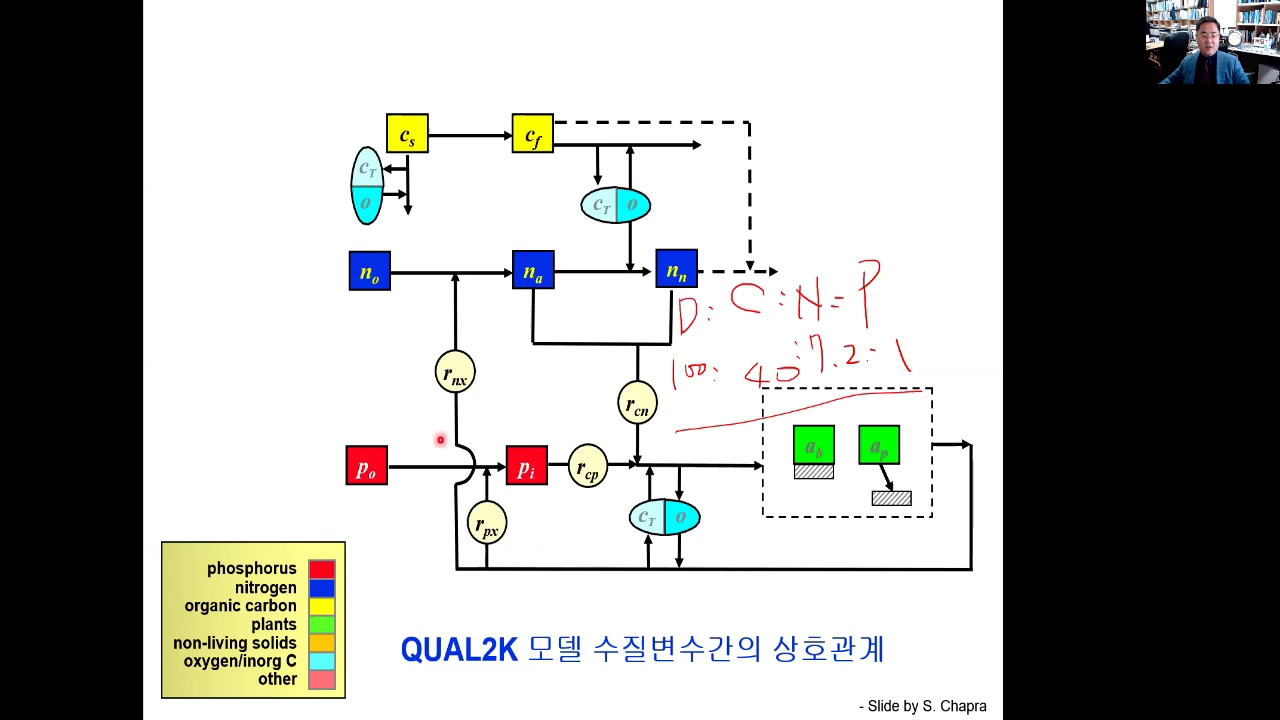 cs
cf
cT
o
cT o
no
na
nn
D: C:N=P
100: 40:7.2:1
rnx
rcn
ab
ap
po
pi
rcp
rpx
cT o
phosphorus
nitrogen
organic carbon
plants
non-living solids
oxygen/inorg C
other
QUAL2K 모델 수질변수간의 상호관계
- Slide by S. Chapra